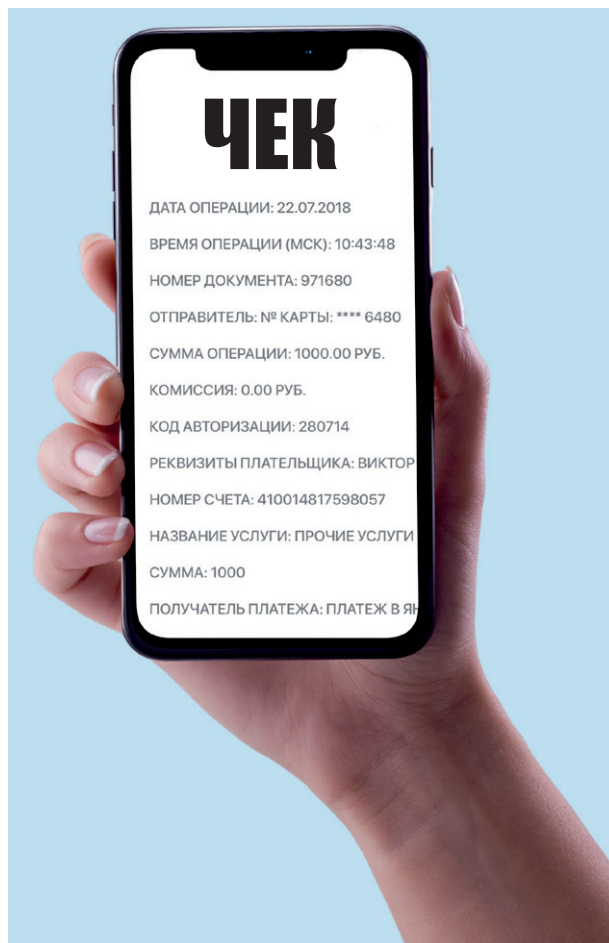 ЧЕК
ДАТА ОПЕРАЦИИ: 22.07.2018
ВРЕМЯ ОПЕРАЦИИ (МСК): 10:43:48
НОМЕР ДОКУМЕНТА: 971680
ОТПРАВИТЕЛЬ: № КАРТЫ: **** 6480
СУММА ОПЕРАЦИИ: 1000.00 РУБ.
КОМИССИЯ: 0.00 РУБ.
КОД АВТОРИЗАЦИИ: 280714
РЕКВИЗИТЫ ПЛАТЕЛЬЩИКА: ВИКТОР
НОМЕР СЧЕТА: 410014817598057
НАЗВАНИЕ УСЛУГИ: ПРОЧИЕ УСЛУГИ
СУММА: 1000
ПОЛУЧАТЕЛЬ ПЛАТЕЖА: ПЛАТЕЖ В